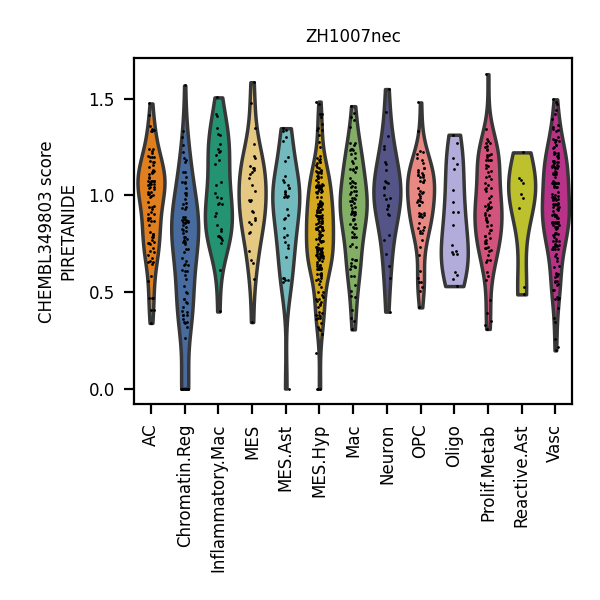 ZH1007nec
CHEMBL349803 score
PIRETANIDE
1.5
1.0
0.5
0.0
AC
Chromatin.Reg
Inflammatory.Mac
MES
MES.Ast
MES.Hyp
Mac
Neuron
OPC
Oligo
Prolif.Metab
Reactive.Ast
Vasc